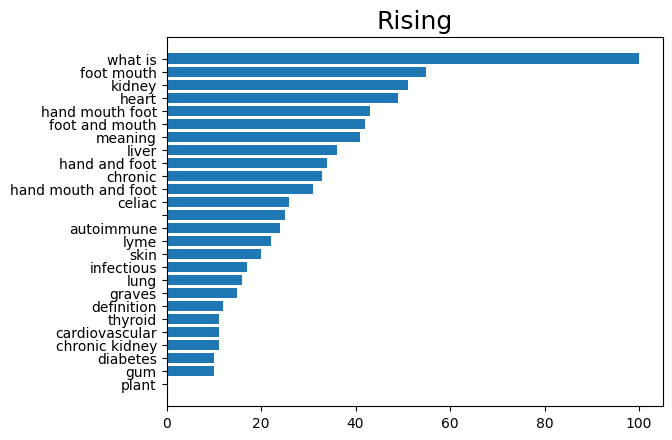 Rising
what is
foot mouth
kidney
heart
hand mouth foot
foot and mouth
meaning
liver
hand and foot
chronic
hand mouth and foot
celiac
autoimmune
lyme
skin
infectious
lung
graves
definition
thyroid
cardiovascular
chronic kidney
diabetes
gum
plant
0 20 40 60 80 100